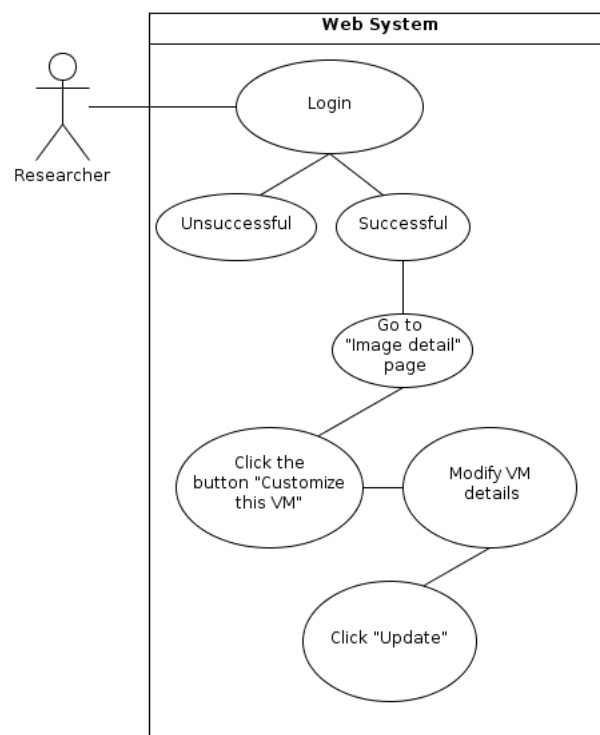 Web System
Login
Researcher
Unsuccessful
Successful
Go to
"Image detail"
page
Click the
button "Customize
this VM"
Modify VM
details
Click "Update"